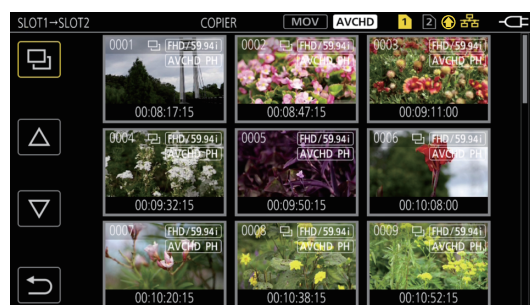 SLOT1→SLOT2 COPIER MOV AVCHD 1 2
0001 FHD/59.94i
AVCHD PH
00:08:17:15
0002 FHD/59.94i
AVCHD PH
00:08:47:15
0003 FHD/59.94i
AVCHD PH
00:09:11:00
0004 FHD/59.94i
AVCHD PH
00:09:32:15
0005 FHD/59.94i
AVCHD PH
00:09:50:15
0006 FHD/59.94i
AVCHD PH
00:10:08:00
0007 FHD/59.94i
AVCHD PH
00:10:20:15
0008 FHD/59.94i
AVCHD PH
00:10:38:15
0009 FHD/59.94i
AVCHD PH
00:10:52:15